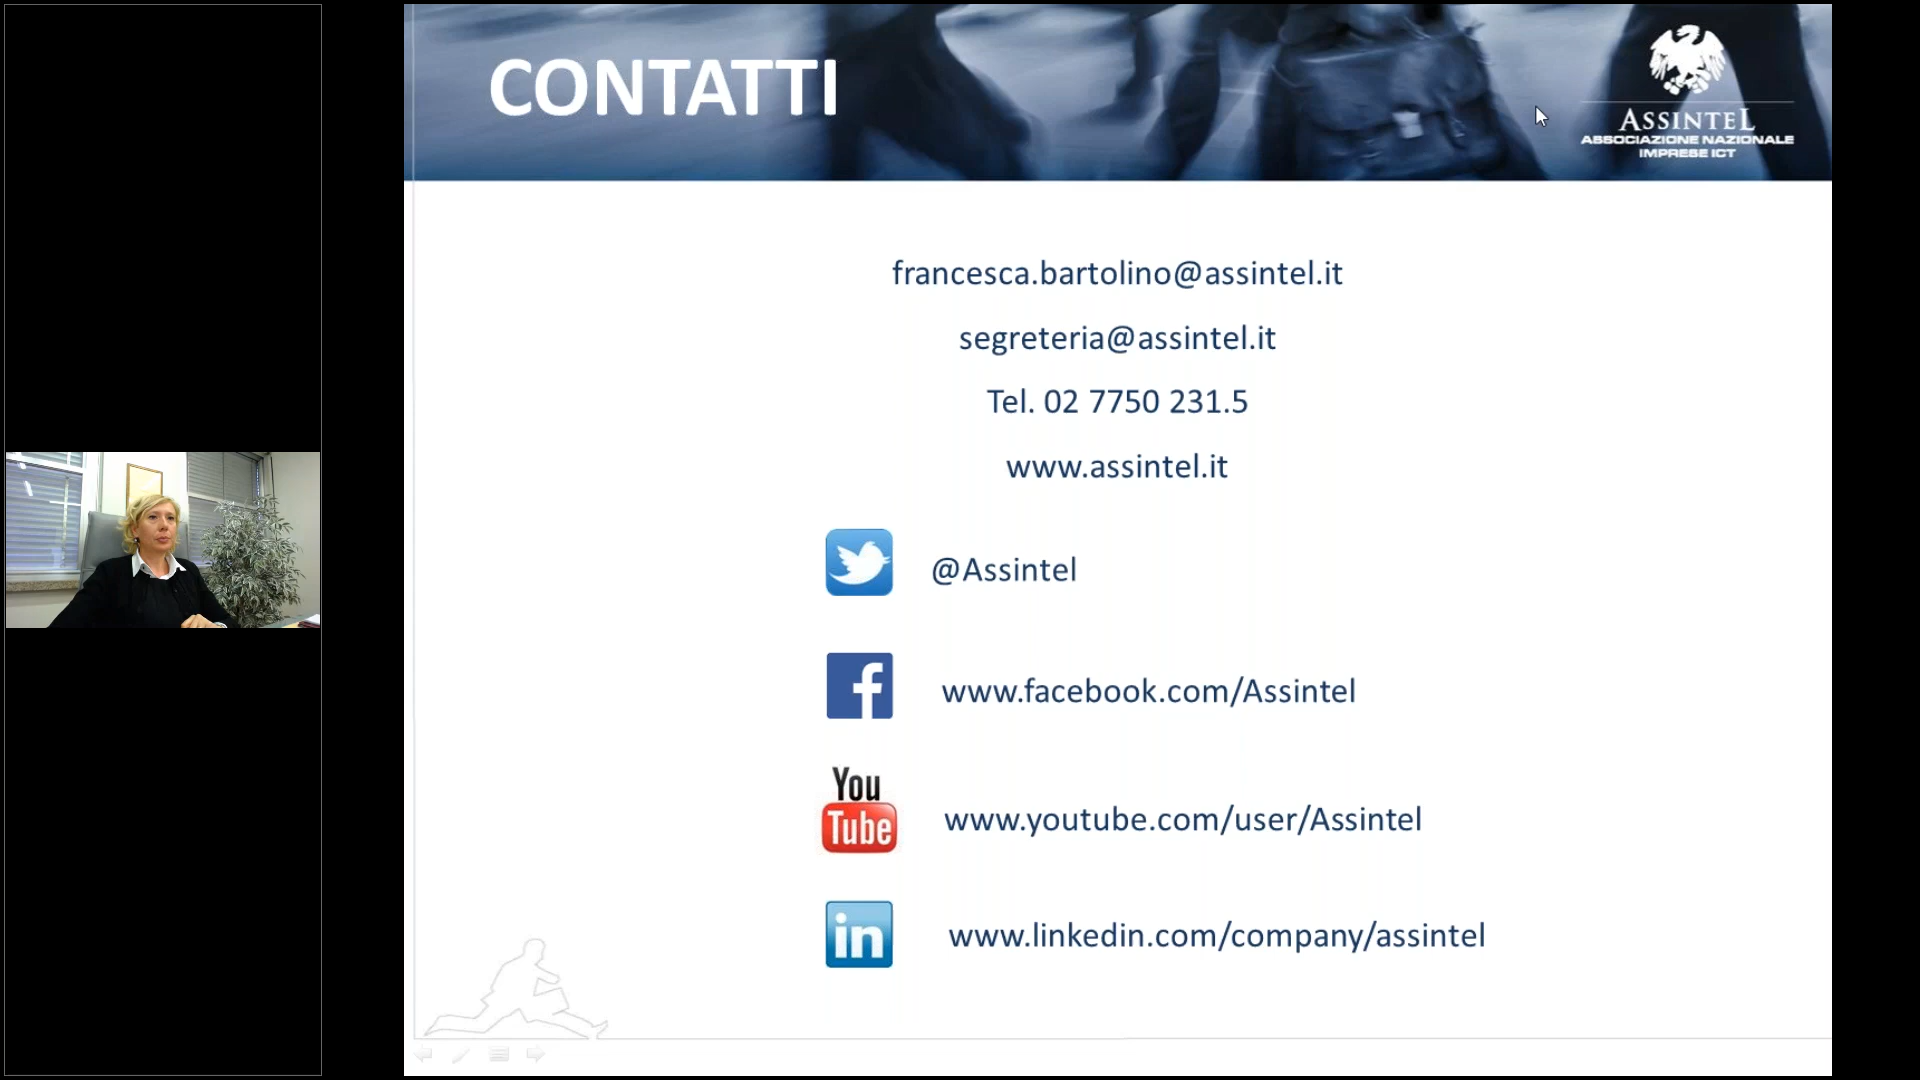 CONTATTI
ASSINTEL
ASSOCIAZIONE NAZIONALE
IMPRESE ICT
francesca.bartolino@assintel.it
segreteria@assintel.it
Tel. 02 7750 231.5
www.assintel.it
@Assintel
f www.facebook.com/Assintel
You
Tube www.youtube.com/user/Assintel
in www.linkedin.com/company/assintel